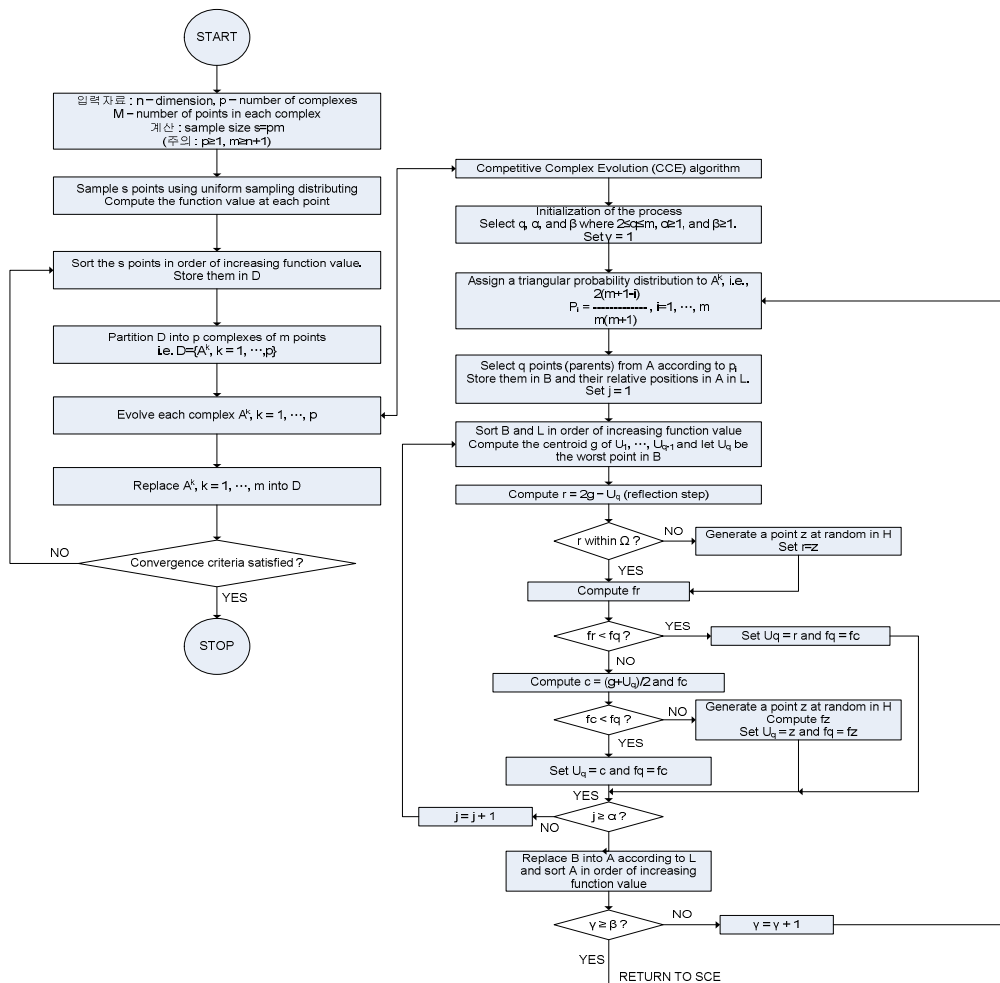 START
입력자료 : n – dimension, p – number of complexes
M – number of points in each complex
계산 : sample size s=pm
(주의 : p≥1, m≥n+1)
Sample s points using uniform sampling distributing
Compute the function value at each point
Sort the s points in order of increasing function value.
Store them in D
Partition D into p complexes of m points
i.e. D={Aᵏ, k = 1, ⋯,p}
Evolve each complex Aᵏ, k = 1, ⋯, p
Replace Aᵏ, k = 1, ⋯, m into D
Convergence criteria satisfied ?
NO
YES
STOP
Competitive Complex Evolution (CCE) algorithm
Initialization of the process
Select q, α, and β where 2≤q≤m, α≥1, and β≥1.
Set γ = 1
Assign a triangular probability distribution to Aᵏ, i.e.,
2(m+1-i)
Pᵢ = -------------, i=1, ⋯, m
m(m+1)
Select q points (parents) from A according to pᵢ
Store them in B and their relative positions in A in L.
Set j = 1
Sort B and L in order of increasing function value
Compute the centroid g of U₁, ⋯, U_q-1 and let U_q be
the worst point in B
Compute r = 2g – U_q (reflection step)
r within Ω ?
NO
Generate a point z at random in H
Set r=z
YES
Compute fr
fr < fq ?
YES
Set Uq = r and fq = fc
NO
Compute c = (g+U_q)/2 and fc
fc < fq ?
NO
Generate a point z at random in H
Compute fz
Set U_q = z and fq = fz
YES
Set U_q = c and fq = fc
YES
j ≥ α ?
NO
j = j + 1
Replace B into A according to L
and sort A in order of increasing
function value
γ ≥ β ?
NO
γ = γ + 1
YES
RETURN TO SCE